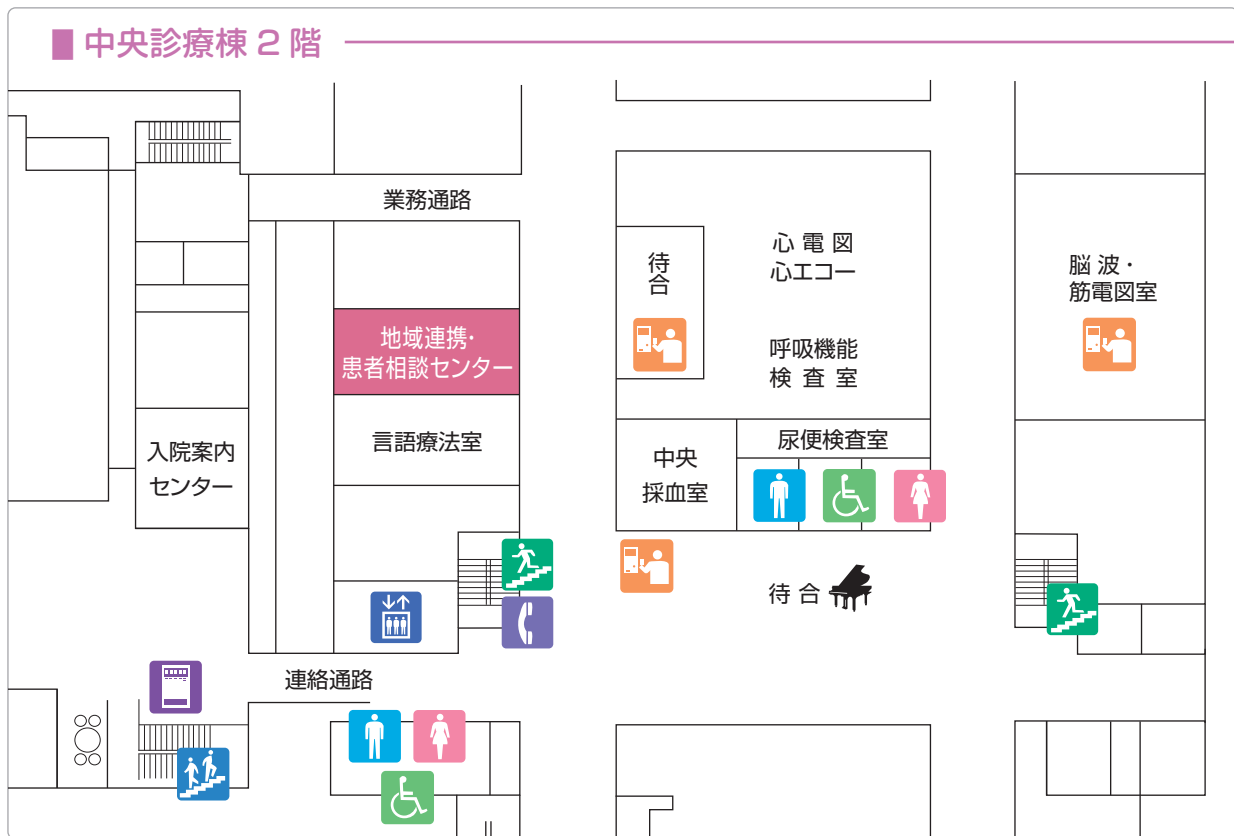 中央診療棟 2 階
業務通路
待合
心電図
心エコー
脳波・
筋電図室
地域連携・
患者相談センター
呼吸機能
検査室
言語療法室
入院案内
センター
尿便検査室
中央
採血室
待合
連絡通路